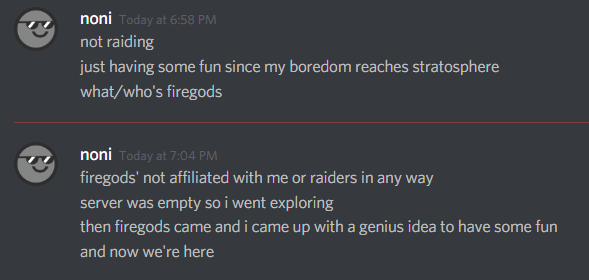 noni Today at 6:58 PM
not raiding
just having some fun since my boredom reaches stratosphere
what/who's firegods
noni Today at 7:04 PM
firegods' not affiliated with me or raiders in any way
server was empty so i went exploring
then firegods came and i came up with a genius idea to have some fun
and now we're here